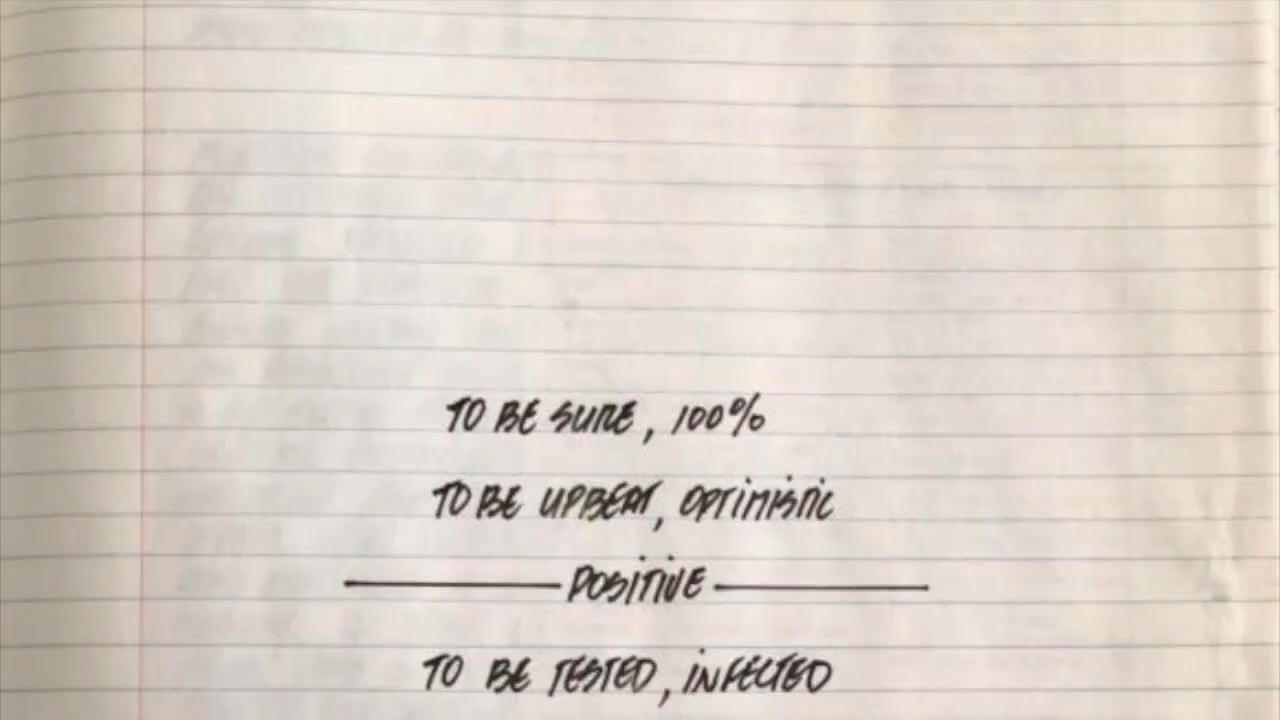 TO BE SURE, 100%
TO BE UPBEAT, OPTIMISTIC
POSITIVE
TO BE TESTED, INFECTED